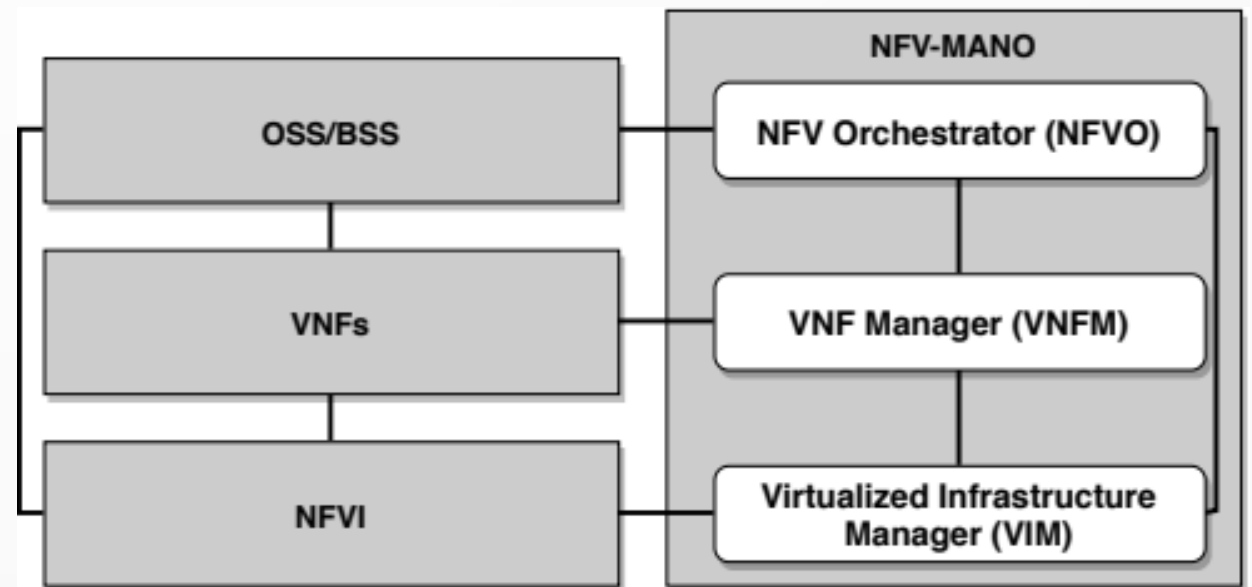 NFV-MANO
OSS/BSS
NFV Orchestrator (NFVO)
VNFs
VNF Manager (VNFM)
NFVI
Virtualized Infrastructure
Manager (VIM)